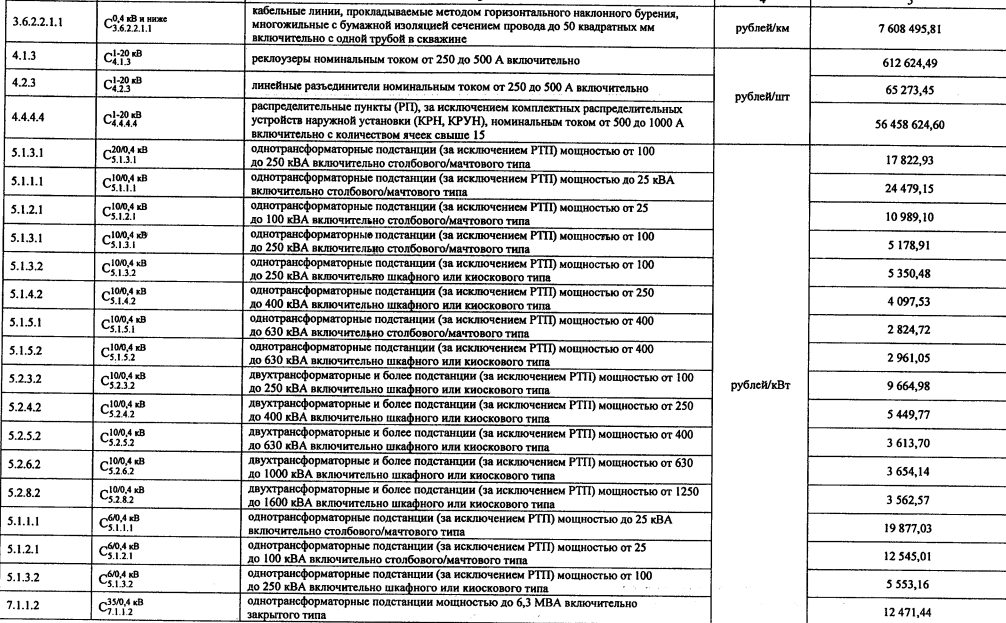 4 5
3.6.2.2.1.1 C 0,4 кВ и ниже 3.6.2.2.1.1 кабельные линии, прокладываемые методом горизонтального наклонного бурения,
многожильные с бумажной изоляцией сечением провода до 50 квадратных мм
включительно с одной трубой в скважине рублей/км 7 608 495,81
4.1.3 C 1-20 кВ 4.1.3 реклоузеры номинальным током от 250 до 500 А включительно 612 624,49
4.2.3 C 1-20 кВ 4.2.3 линейные разъединители номинальным током от 250 до 500 А включительно рублей/шт 65 273,45
4.4.4.4 C 1-20 кВ 4.4.4.4 распределительные пункты (РП), за исключением комплектных распределительных
устройств наружной установки (КРН, КРУН), номинальным током от 500 до 1000 А
включительно с количеством ячеек свыше 15 56 458 624,60
5.1.3.1 C 20/0,4 кВ 5.1.3.1 однотрансформаторные подстанции (за исключением РТП) мощностью от 100
до 250 кВА включительно столбового/мачтового типа 17 822,93
5.1.1.1 C 10/0,4 кВ 5.1.1.1 однотрансформаторные подстанции (за исключением РТП) мощностью до 25 кВА
включительно столбового/мачтового типа 24 479,15
5.1.2.1 C 10/0,4 кВ 5.1.2.1 однотрансформаторные подстанции (за исключением РТП) мощностью от 25
до 100 кВА включительно столбового/мачтового типа 10 989,10
5.1.3.1 C 10/0,4 кВ 5.1.3.1 однотрансформаторные подстанции (за исключением РТП) мощностью от 100
до 250 кВА включительно столбового/мачтового типа 5 178,91
5.1.3.2 C 10/0,4 кВ 5.1.3.2 однотрансформаторные подстанции (за исключением РТП) мощностью от 100
до 250 кВА включительно шкафного или киоскового типа 5 350,48
5.1.4.2 C 10/0,4 кВ 5.1.4.2 однотрансформаторные подстанции (за исключением РТП) мощностью от 250
до 400 кВА включительно шкафного или киоскового типа 4 097,53
5.1.5.1 C 10/0,4 кВ 5.1.5.1 однотрансформаторные подстанции (за исключением РТП) мощностью от 400
до 630 кВА включительно столбового/мачтового типа 2 824,72
5.1.5.2 C 10/0,4 кВ 5.1.5.2 однотрансформаторные подстанции (за исключением РТП) мощностью от 400
до 630 кВА включительно шкафного или киоскового типа 2 961,05
5.2.3.2 C 10/0,4 кВ 5.2.3.2 двухтрансформаторные и более подстанции (за исключением РТП) мощностью от 100
до 250 кВА включительно шкафного или киоскового типа рублей/кВт 9 664,98
5.2.4.2 C 10/0,4 кВ 5.2.4.2 двухтрансформаторные и более подстанции (за исключением РТП) мощностью от 250
до 400 кВА включительно шкафного или киоскового типа 5 449,77
5.2.5.2 C 10/0,4 кВ 5.2.5.2 двухтрансформаторные и более подстанции (за исключением РТП) мощностью от 400
до 630 кВА включительно шкафного или киоскового типа 3 613,70
5.2.6.2 C 10/0,4 кВ 5.2.6.2 двухтрансформаторные и более подстанции (за исключением РТП) мощностью от 630
до 1000 кВА включительно шкафного или киоскового типа 3 654,14
5.2.8.2 C 10/0,4 кВ 5.2.8.2 двухтрансформаторные и более подстанции (за исключением РТП) мощностью от 1250
до 1600 кВА включительно шкафного или киоскового типа 3 562,57
5.1.1.1 C 6/0,4 кВ 5.1.1.1 однотрансформаторные подстанции (за исключением РТП) мощностью до 25 кВА
включительно столбового/мачтового типа 19 877,03
5.1.2.1 C 6/0,4 кВ 5.1.2.1 однотрансформаторные подстанции (за исключением РТП) мощностью от 25
до 100 кВА включительно столбового/мачтового типа 12 545,01
5.1.3.2 C 6/0,4 кВ 5.1.3.2 однотрансформаторные подстанции (за исключением РТП) мощностью от 100
до 250 кВА включительно шкафного или киоскового типа 5 553,16
7.1.1.2 C 35/0,4 кВ 7.1.1.2 однотрансформаторные подстанции мощностью до 6,3 МВА включительно
закрытого типа 12 471,44